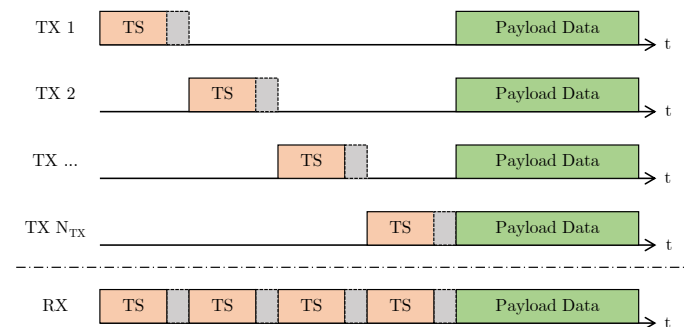 TX 1 TS Payload Data t
TX 2 TS Payload Data t
TX ... TS Payload Data t
TX N_TX TS Payload Data t
RX TS TS TS TS Payload Data t